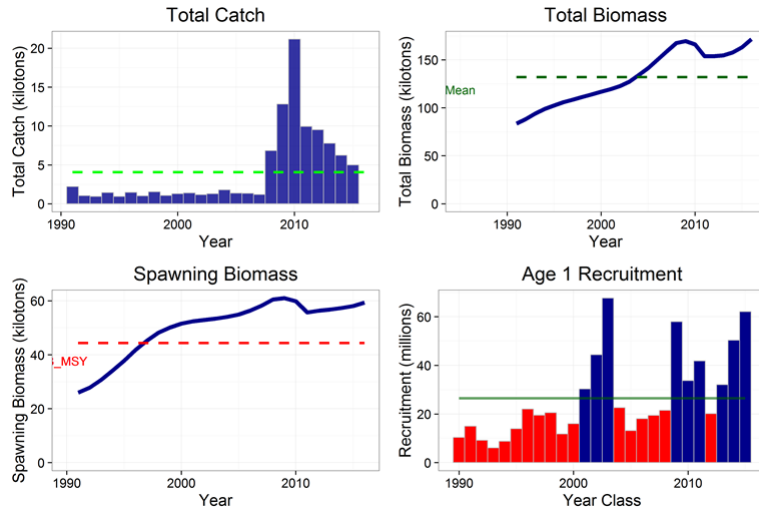 Total Catch
Total Catch (kilotons)
20
15
10
5
0
1990
2000
2010
Year
Total Biomass
Total Biomass (kilotons)
150
100
50
0
Mean
1990
2000
2010
Year
Spawning Biomass
Spawning Biomass (kilotons)
60
40
20
0
B_MSY
1990
2000
2010
Year
Age 1 Recruitment
Recruitment (millions)
60
40
20
0
1990
2000
2010
Year Class